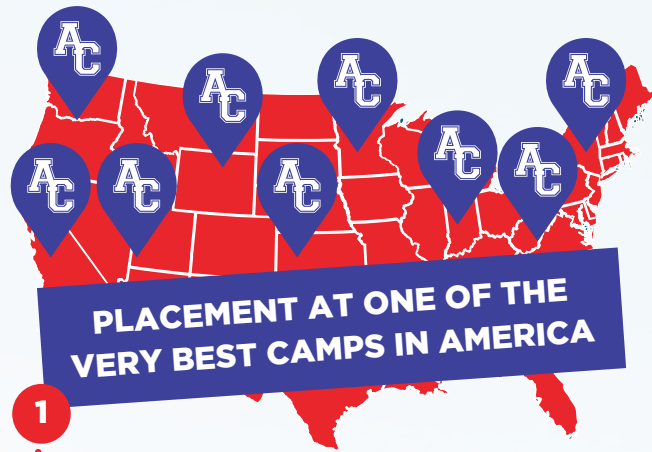 AC
AC
AC
AC
AC
AC
AC
AC
AC
PLACEMENT AT ONE OF THE
VERY BEST CAMPS IN AMERICA
1